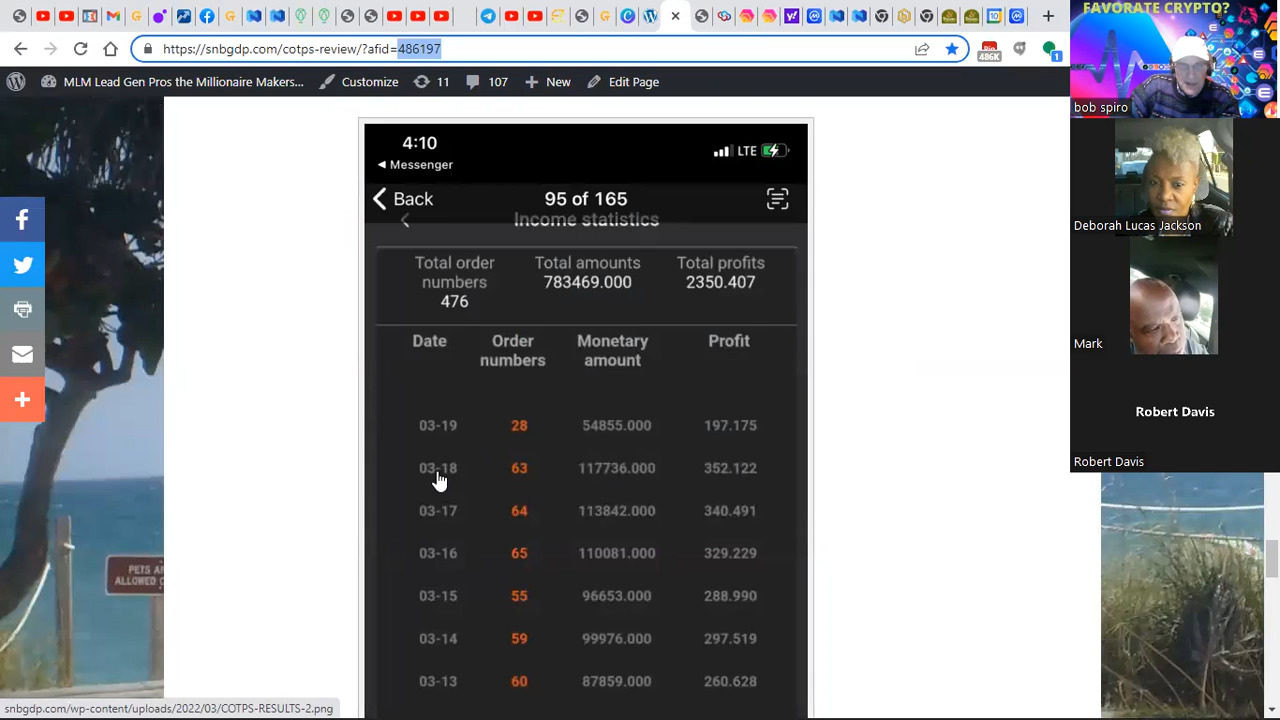 FAVORATE CRYPTO?
https://snbgdp.com/cotps-review/?afid=486197
486K
1
MLM Lead Gen Pros the Millionaire Makers...
Customize
11
107
New
Edit Page
bob spiro
4:10
LTE
Messenger
Back
95 of 165
Income statistics
Total order
numbers
476
Total amounts
783469.000
Total profits
2350.407
Date
Order
numbers
Monetary
amount
Profit
03-19 28 54855.000 197.175
03-18 63 117736.000 352.122
03-17 64 113842.000 340.491
03-16 65 110081.000 329.229
03-15 55 96653.000 288.990
03-14 59 99976.000 297.519
03-13 60 87859.000 260.628
Deborah Lucas Jackson
Mark
Robert Davis
Robert Davis
PETS
ALLOWED
snbgdp.com/wp-content/uploads/2022/03/COTPS-RESULTS-2.png